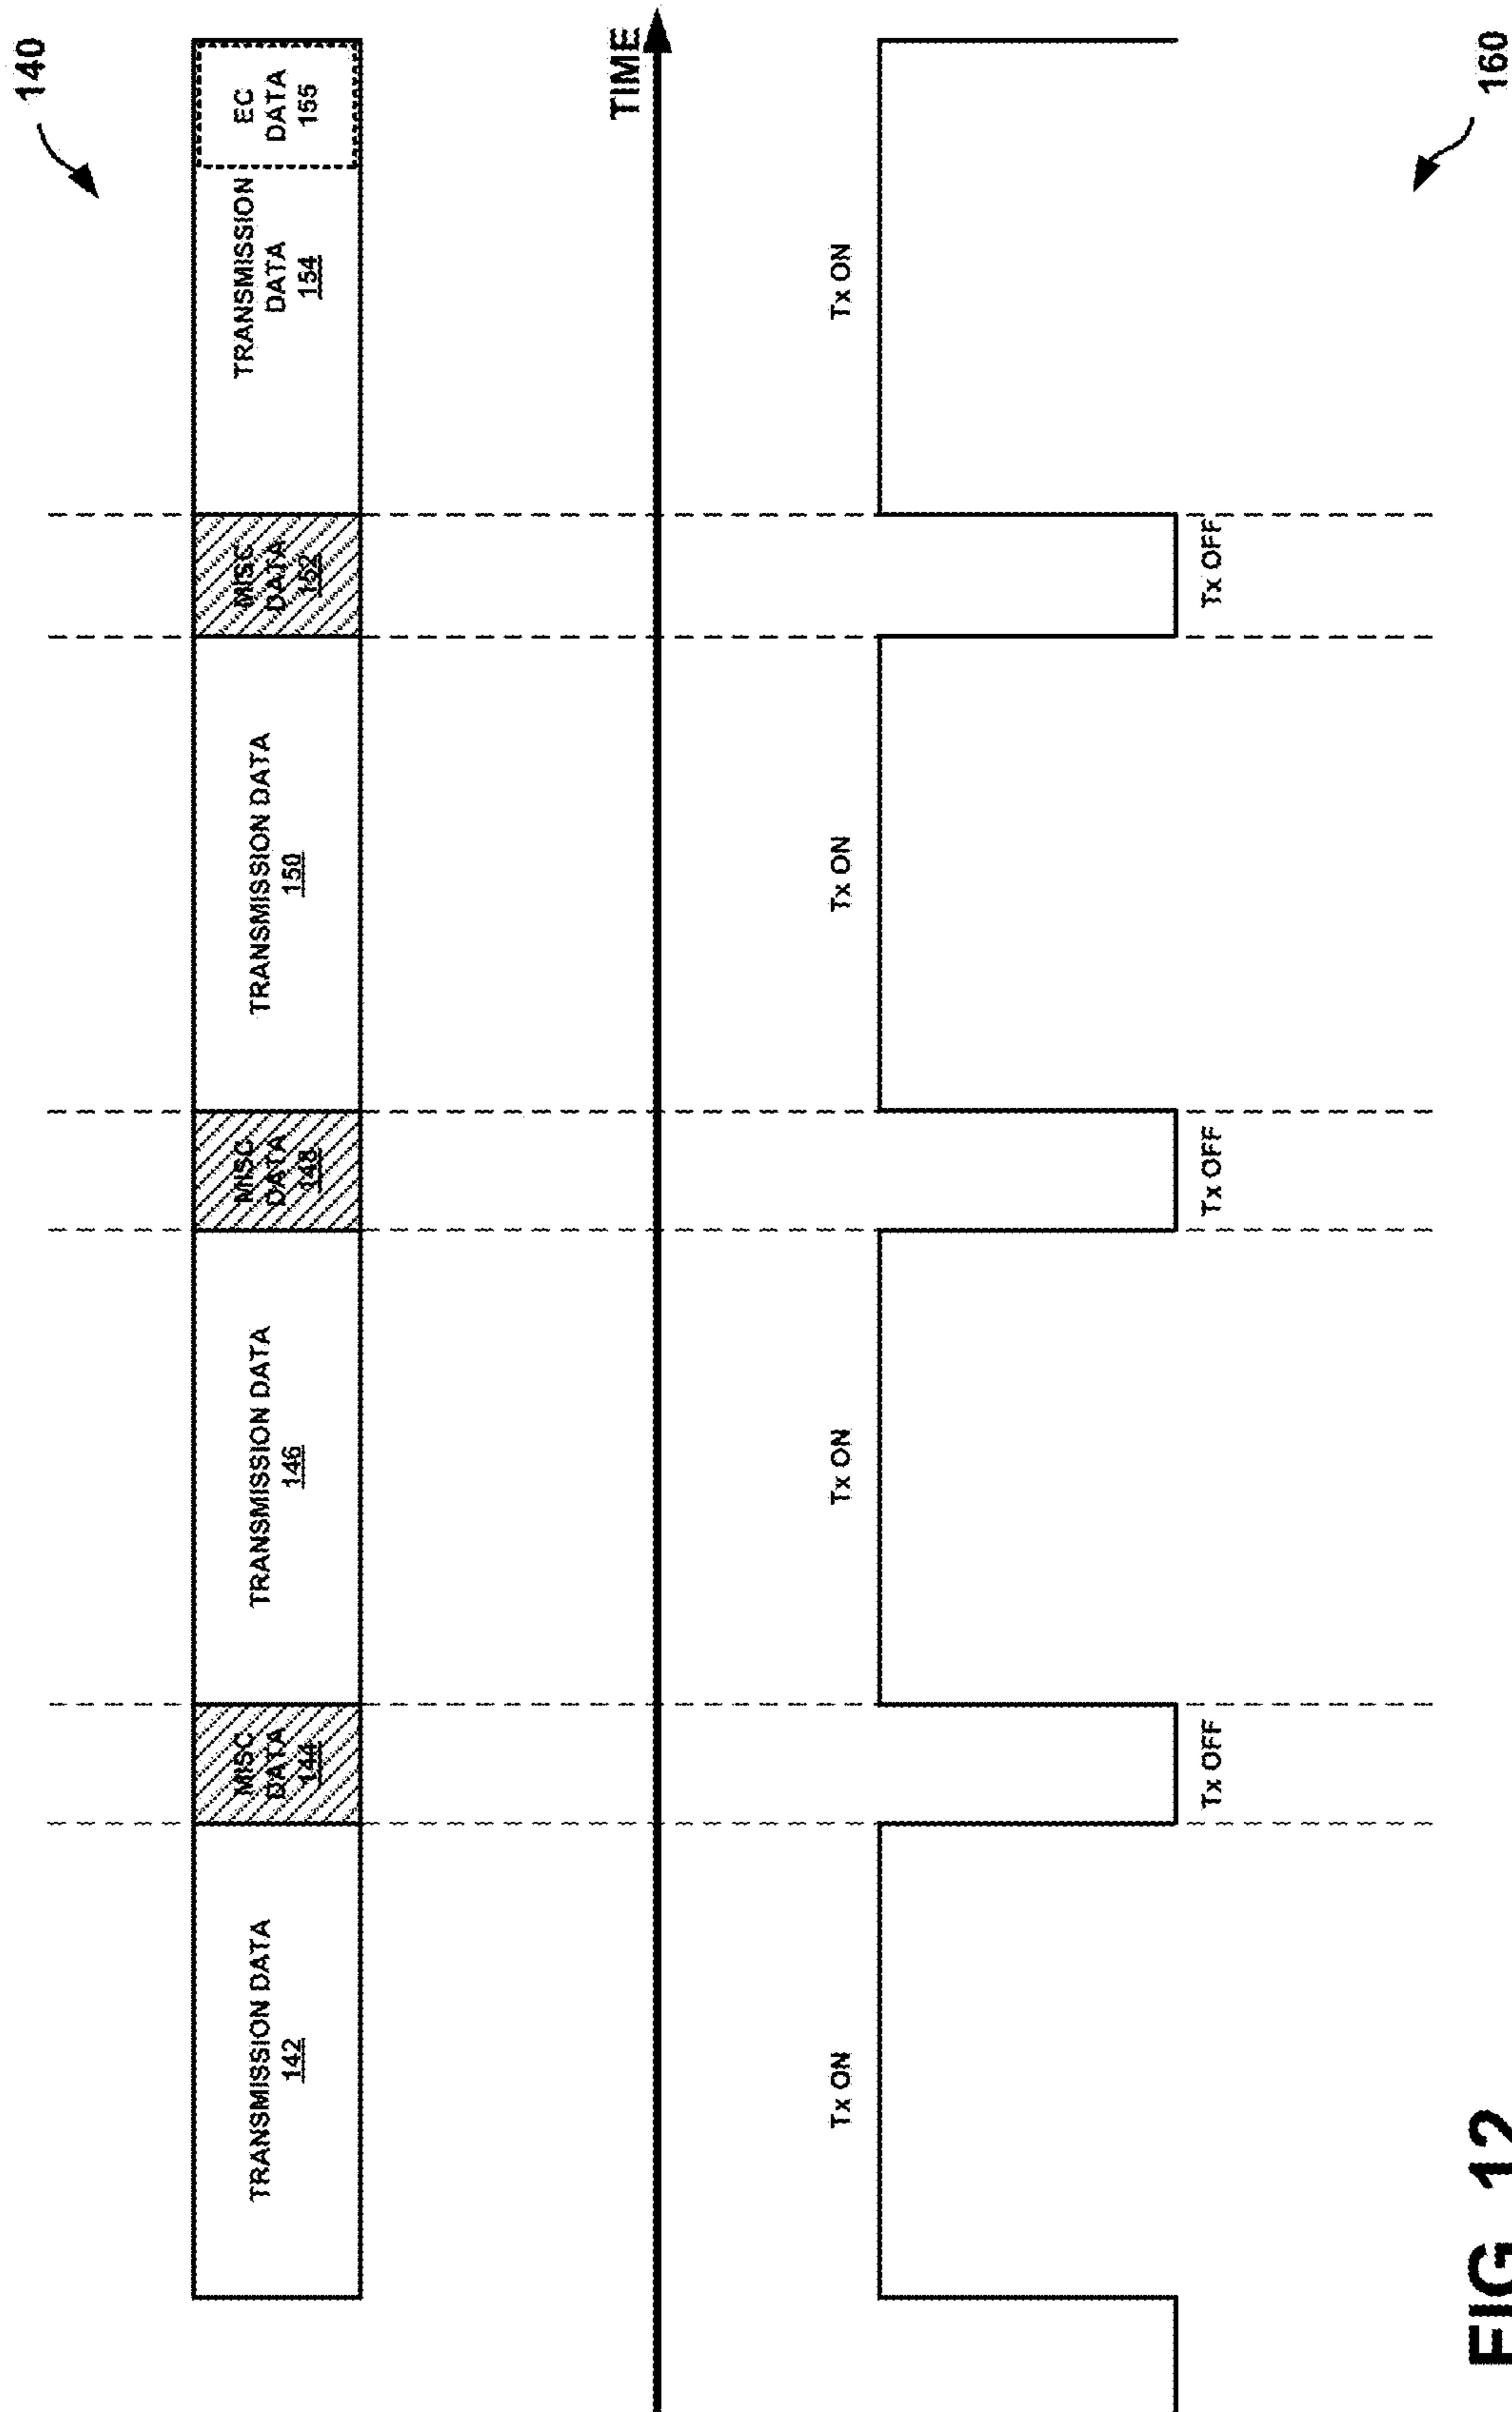 140
TRANSMISSION DATA
142
MISC
DATA
144
TRANSMISSION DATA
146
MISC
DATA
148
TRANSMISSION DATA
150
MISC
DATA
152
TRANSMISSION
DATA
154
EC
DATA
155
TIME
Tx ON
Tx ON
Tx ON
Tx ON
Tx OFF
Tx OFF
Tx OFF
160
FIG 12